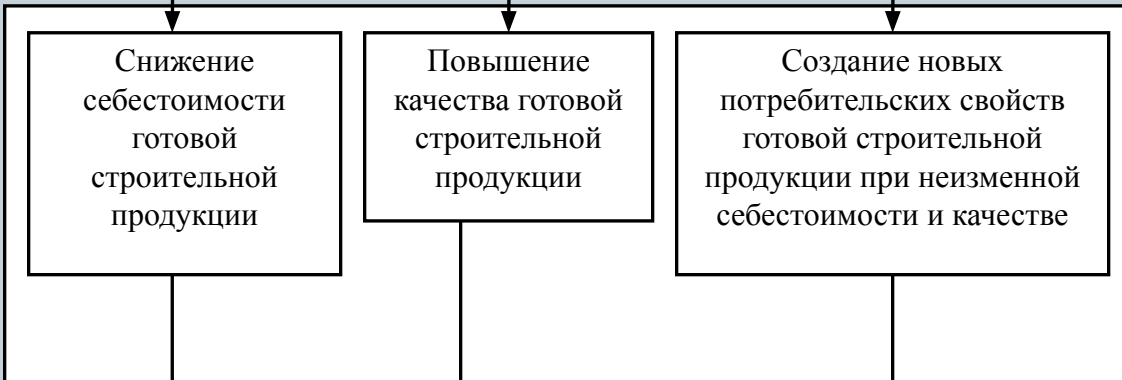 Снижение
себестоимости
готовой
строительной
продукции
Повышение
качества готовой
строительной
продукции
Создание новых
потребительских свойств
готовой строительной
продукции при неизменной
себестоимости и качестве